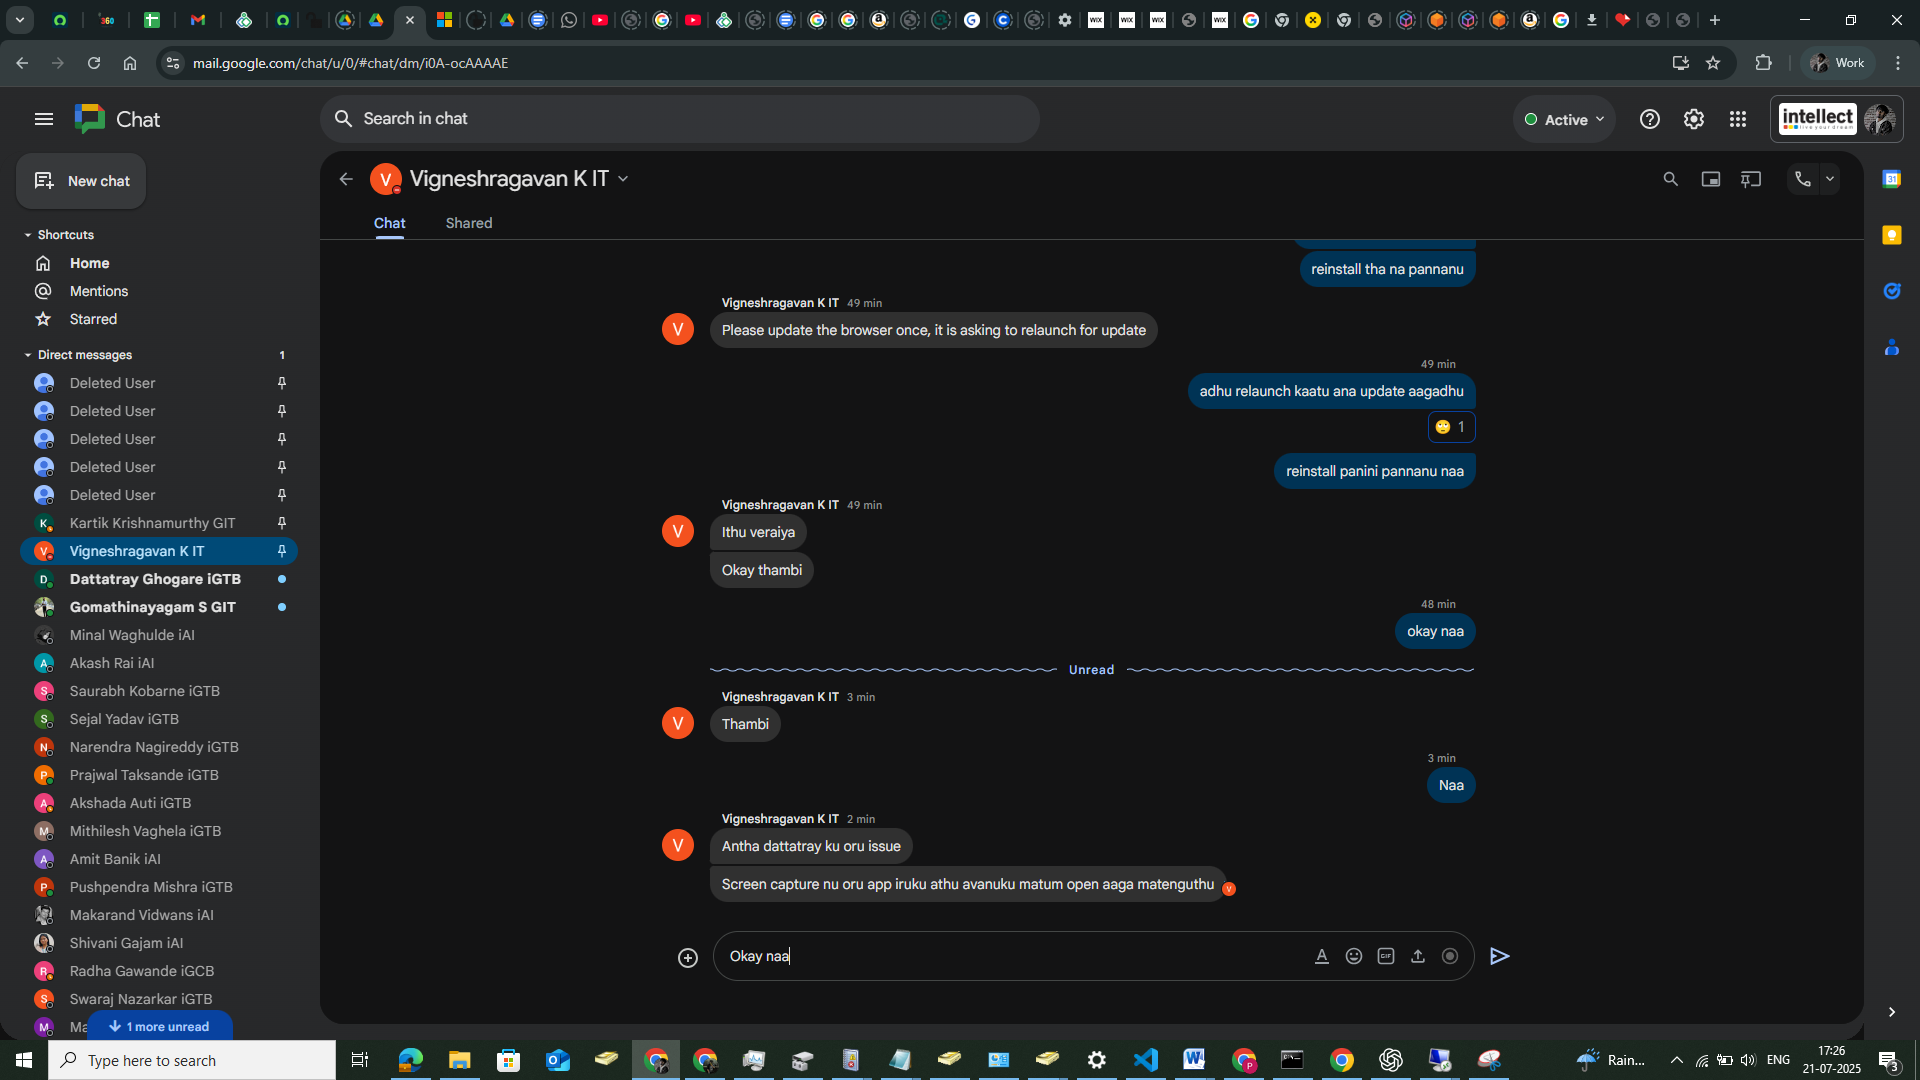 360
WIX
WIX
WIX
WIX
mail.google.com/chat/u/0/#chat/dm/i0A-ocAAAAE
Work
Chat
Search in chat
Active
intellect
New chat
Vigneshragavan K IT
31
Chat
Shared
Shortcuts
Home
Mentions
Starred
Direct messages
1
Deleted User
Deleted User
Deleted User
Deleted User
Deleted User
Kartik Krishnamurthy GIT
Vigneshragavan K IT
Dattatray Ghogare iGTB
Gomathinayagam S GIT
Minal Waghulde iAI
Akash Rai iAI
Saurabh Kobarne iGTB
Sejal Yadav iGTB
Narendra Nagireddy iGTB
Prajwal Taksande iGTB
Akshada Auti iGTB
Mithilesh Vaghela iGTB
Amit Banik iAI
Pushpendra Mishra iGTB
Makarand Vidwans iAI
Shivani Gajam iAI
Radha Gawande iGCB
Swaraj Nazarkar iGTB
Ma
1 more unread
reinstall tha na pannanu
Vigneshragavan K IT 49 min
V
Please update the browser once, it is asking to relaunch for update
49 min
adhu relaunch kaatu ana update aagadhu
1
reinstall panini pannanu naa
Vigneshragavan K IT 49 min
V
Ithu veraiya
Okay thambi
48 min
okay naa
Unread
Vigneshragavan K IT 3 min
V
Thambi
3 min
Naa
Vigneshragavan K IT 2 min
V
Antha dattatray ku oru issue
Screen capture nu oru app iruku athu avanuku matum open aaga matenguthu
Okay naa
GIF
Type here to search
Rain...
ENG
17:26
21-07-2025
3